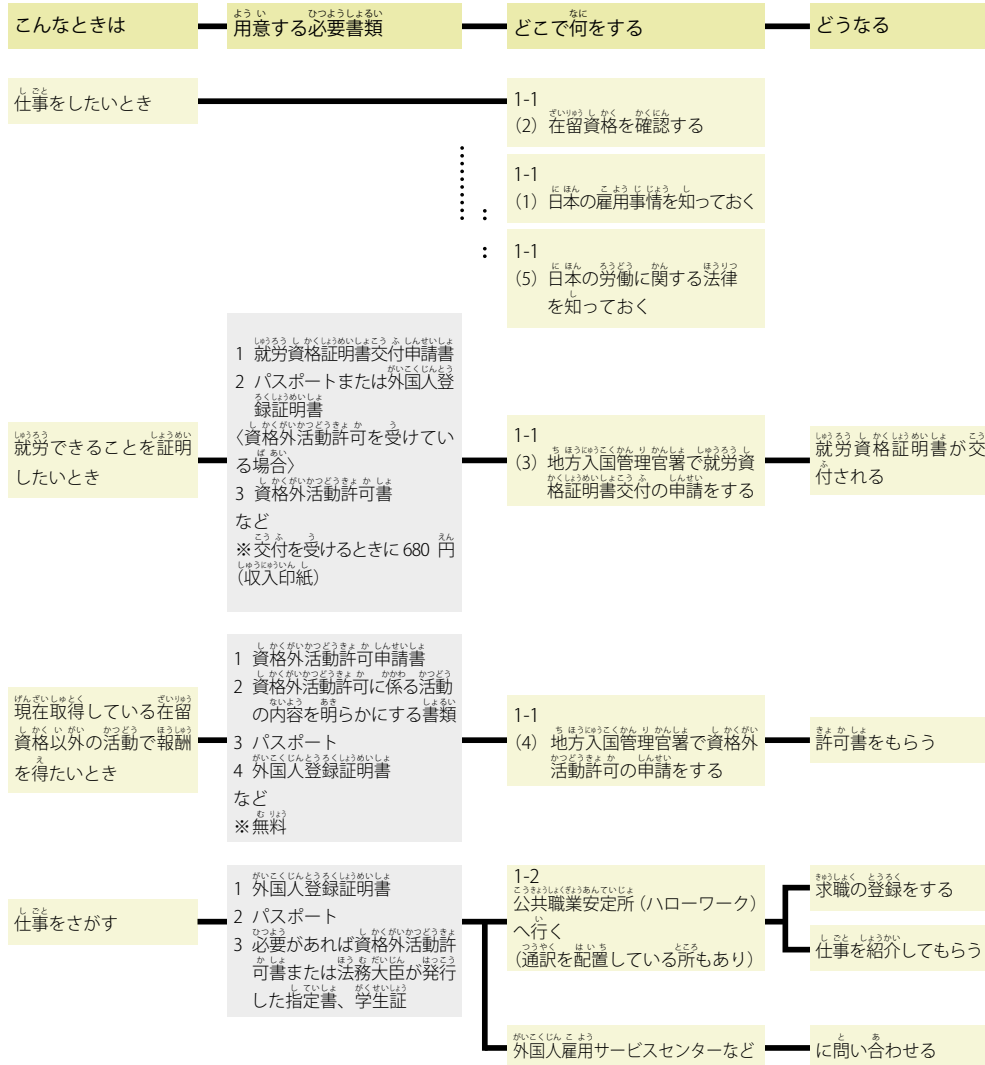 こんなときは
用意する必要書類
どこで何をする
どうなる
仕事をしたいとき
1-1
（2）在留資格を確認する
1-1
（1）日本の雇用事情を知っておく
1-1
（5）日本の労働に関する法律
を知っておく
就労できることを証明
したいとき
1 就労資格証明書交付申請書
2 パスポートまたは外国人登
録証明書
〈資格外活動許可を受けてい
る場合〉
3 資格外活動許可書
など
※交付を受けるときに 680 円
（収入印紙）
1-1
（3）地方入国管理官署で就労資
格証明書交付の申請をする
就労資格証明書が交
付される
現在取得している在留
資格以外の活動で報酬
を得たいとき
1 資格外活動許可申請書
2 資格外活動許可に係る活動
の内容を明らかにする書類
3 パスポート
4 外国人登録証明書
など
※無料
1-1
（4）地方入国管理官署で資格外
活動許可の申請をする
許可書をもらう
仕事をさがす
1 外国人登録証明書
2 パスポート
3 必要があれば資格外活動許
可書または法務大臣が発行
した指定書、学生証
1-2
公共職業安定所（ハローワーク）
へ行く
（通訳を配置している所もあり）
求職の登録をする
仕事を紹介してもらう
外国人雇用サービスセンターなど
に問い合わせる